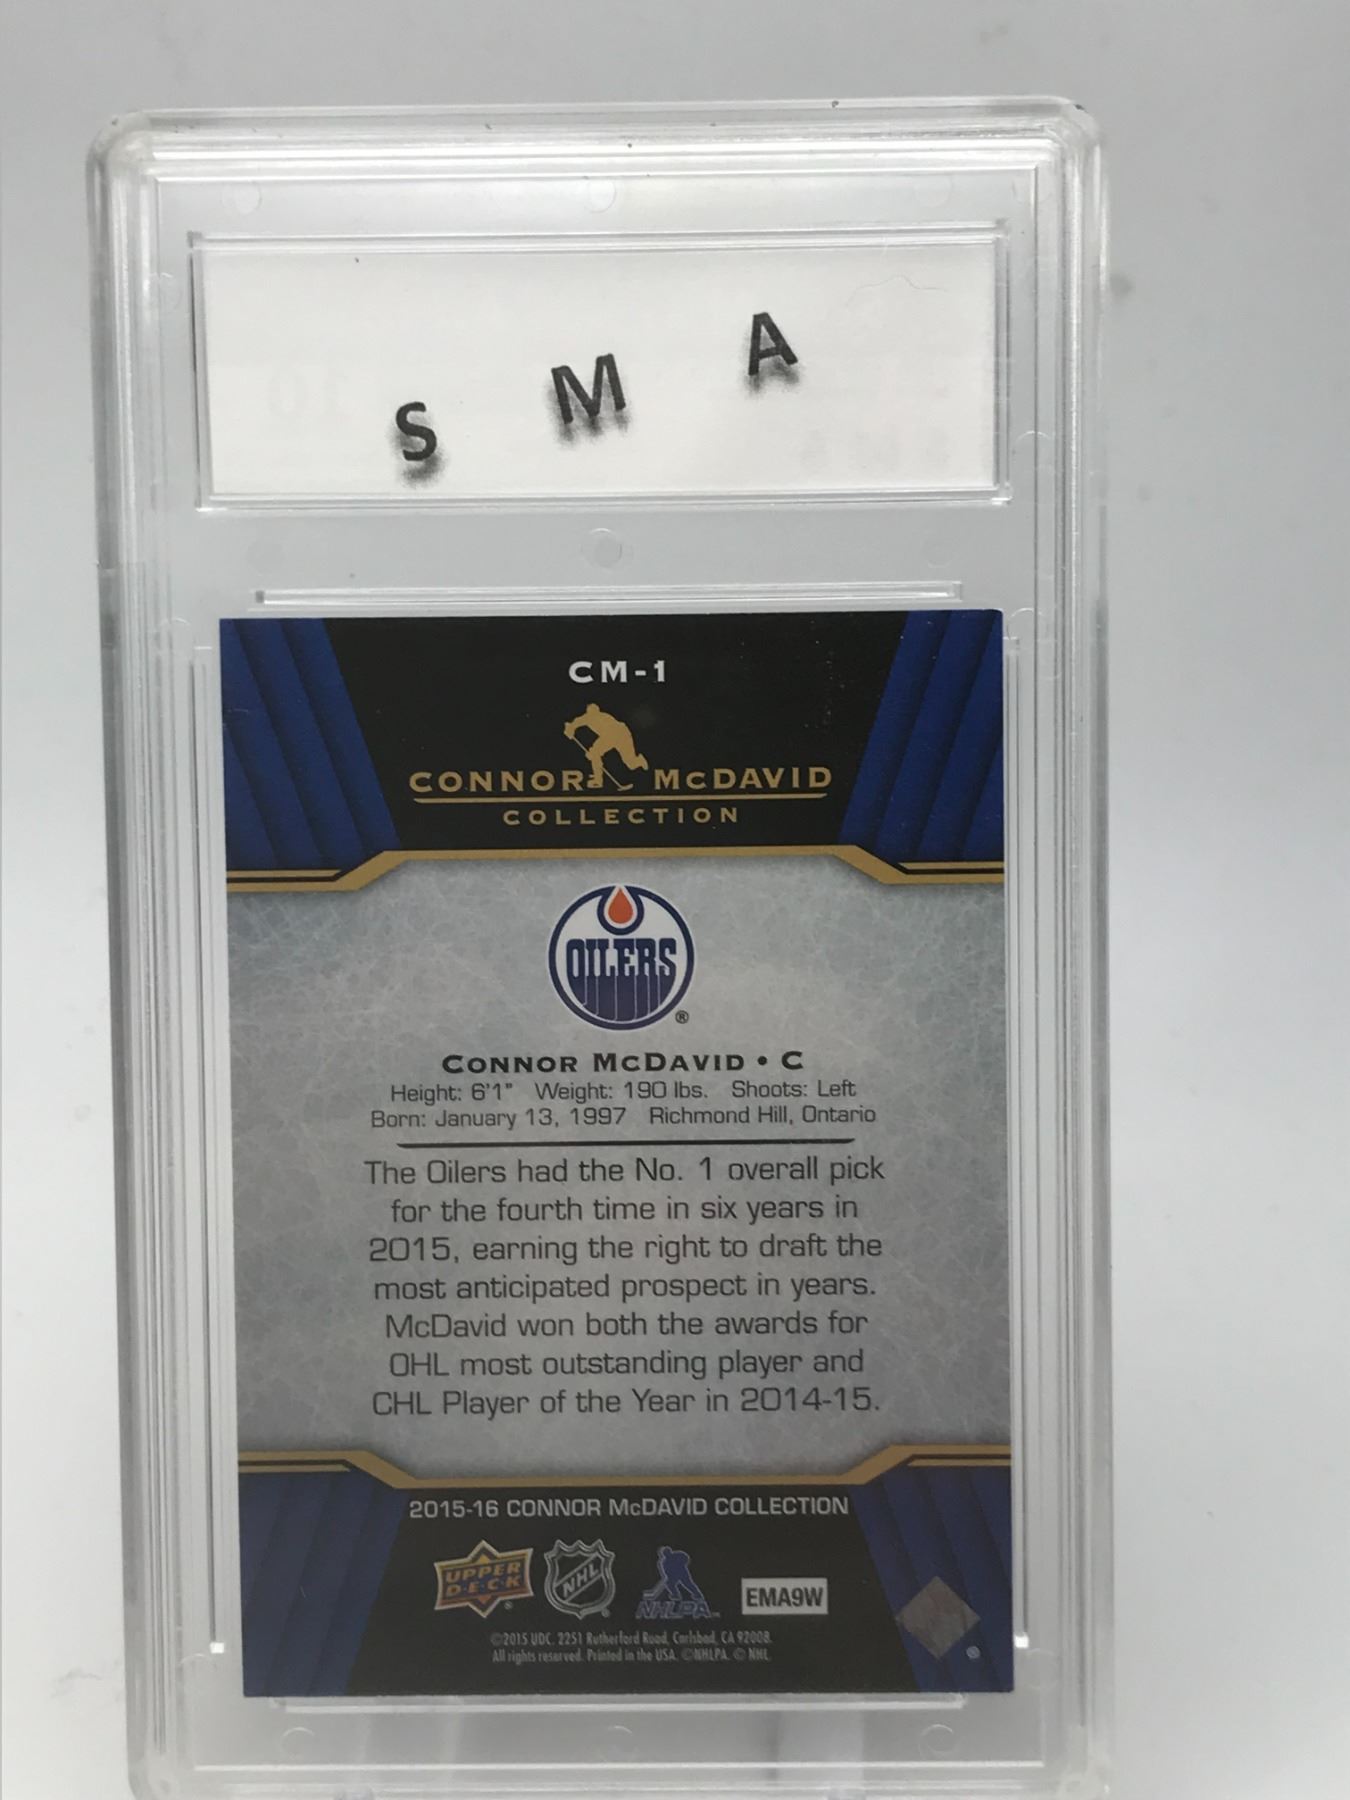 S M A
CM-1
CONNOR McDAVID
COLLECTION
OILERS
®
CONNOR McDAVID • C
Height: 6'1" Weight: 190 lbs. Shoots: Left
Born: January 13, 1997 Richmond Hill, Ontario
The Oilers had the No. 1 overall pick
for the fourth time in six years in
2015, earning the right to draft the
most anticipated prospect in years.
McDavid won both the awards for
OHL most outstanding player and
CHL Player of the Year in 2014-15.
2015-16 CONNOR McDAVID COLLECTION
UPPER DECK NHL NHLPA EMA9W
©2015 UDC. 2251 Rutherford Road, Carlsbad, CA 92008.
All rights reserved. Printed in the USA. ©NHLPA. © NHL